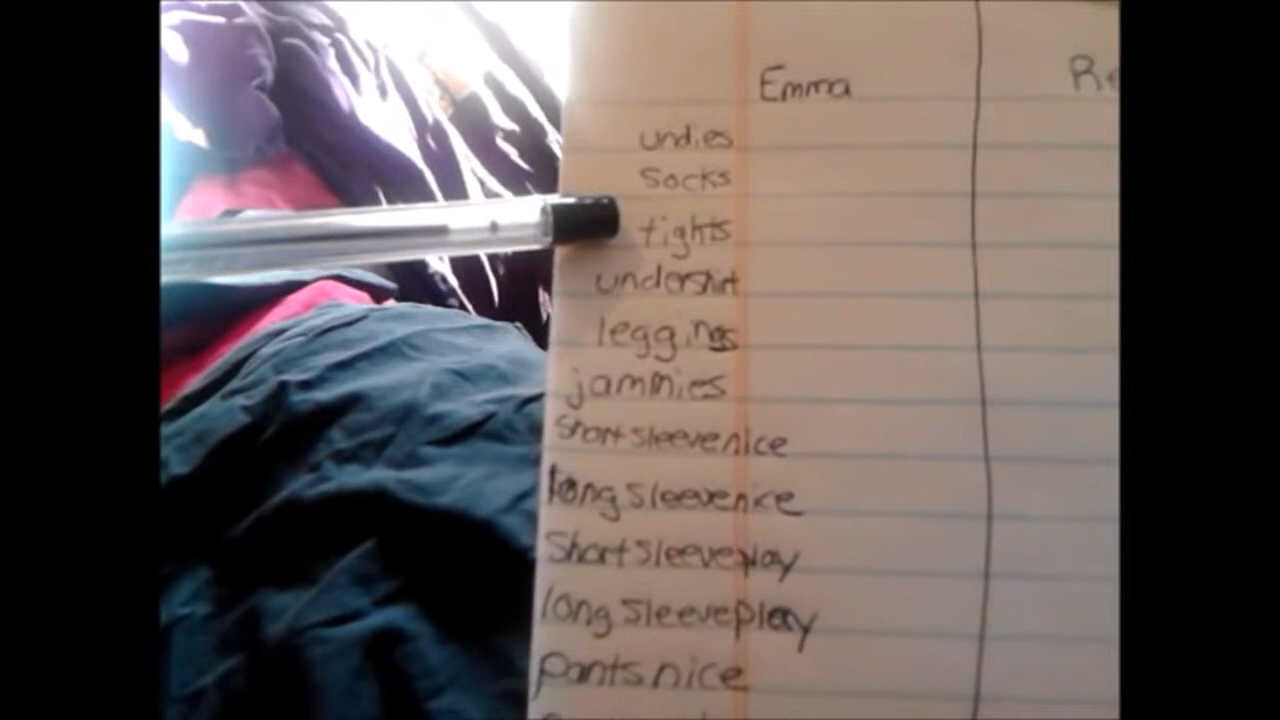 Emma
undies
socks
tights
undershirt
leggings
jammies
short sleeve nice
long sleeve nice
short sleeve play
long sleeve play
pants nice